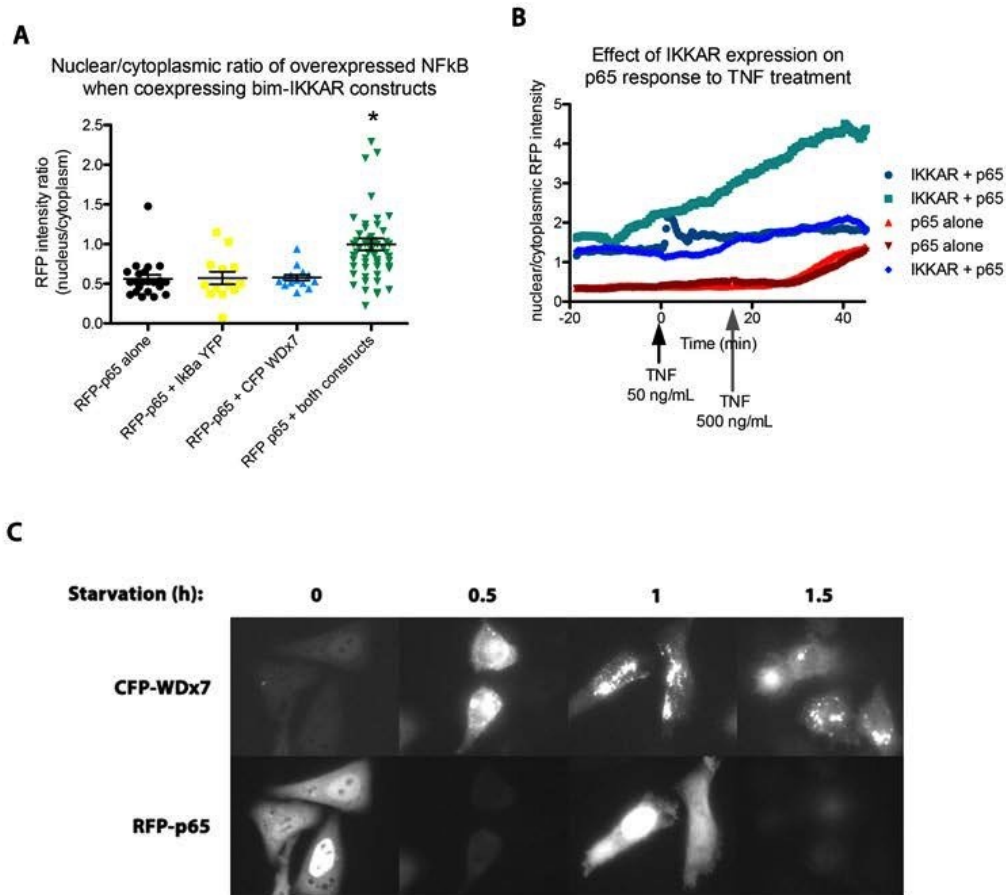 A
Nuclear/cytoplasmic ratio of overexpressed NFkB
when coexpressing bim-IKKAR constructs
*
RFP intensity ratio
(nucleus/cytoplasm)
2.5
2.0
1.5
1.0
0.5
0.0
RFP-p65 alone
RFP-p65 + IkBa YFP
RFP-p65 + CFP WDx7
RFP p65 + both constructs
B
Effect of IKKAR expression on
p65 response to TNF treatment
nuclear/cytoplasmic RFP intensity
5
4
3
2
1
0
-20
0
20
40
Time (min)
TNF
50 ng/mL
TNF
500 ng/mL
IKKAR + p65
IKKAR + p65
p65 alone
p65 alone
IKKAR + p65
C
Starvation (h): 0 0.5 1 1.5
CFP-WDx7
RFP-p65